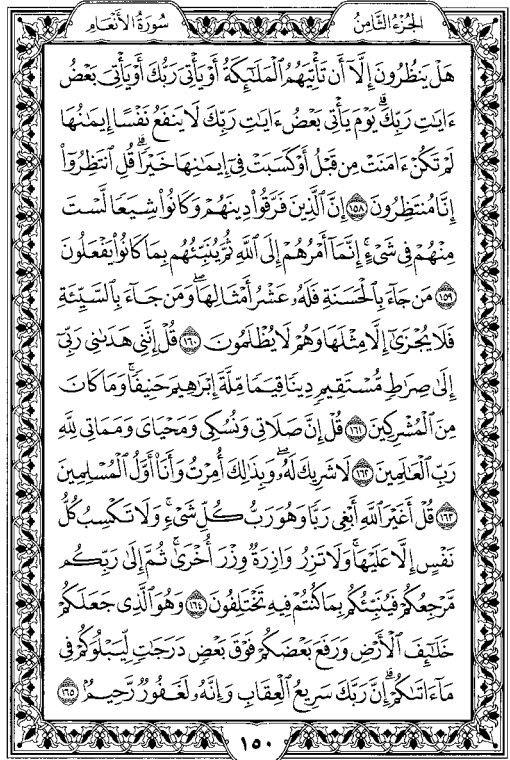 الجزء الثامن
سورة الأنعام
هَلْ يَنظُرُونَ إِلَّآ أَن تَأْتِيَهُمُ ٱلْمَلَٰٓئِكَةُ أَوْ يَأْتِىَ رَبُّكَ أَوْ يَأْتِىَ بَعْضُ
ءَايَٰتِ رَبِّكَ ۗ يَوْمَ يَأْتِى بَعْضُ ءَايَٰتِ رَبِّكَ لَا يَنفَعُ نَفْسًا إِيمَٰنُهَا
لَمْ تَكُنْ ءَامَنَتْ مِن قَبْلُ أَوْ كَسَبَتْ فِىٓ إِيمَٰنِهَا خَيْرًا ۗ قُلِ ٱنتَظِرُوٓا۟
إِنَّا مُنتَظِرُونَ ١٥٨ إِنَّ ٱلَّذِينَ فَرَّقُوا۟ دِينَهُمْ وَكَانُوا۟ شِيَعًا لَّسْتَ
مِنْهُمْ فِى شَىْءٍ ۚ إِنَّمَآ أَمْرُهُمْ إِلَى ٱللَّهِ ثُمَّ يُنَبِّئُهُم بِمَا كَانُوا۟ يَفْعَلُونَ
١٥٩ مَن جَآءَ بِٱلْحَسَنَةِ فَلَهُۥ عَشْرُ أَمْثَالِهَا ۖ وَمَن جَآءَ بِٱلسَّيِّئَةِ
فَلَا يُجْزَىٰٓ إِلَّا مِثْلَهَا وَهُمْ لَا يُظْلَمُونَ ١٦٠ قُلْ إِنَّنِى هَدَىٰنِى رَبِّىٓ
إِلَىٰ صِرَٰطٍ مُّسْتَقِيمٍ دِينًا قِيَمًا مِّلَّةَ إِبْرَٰهِيمَ حَنِيفًا ۚ وَمَا كَانَ
مِنَ ٱلْمُشْرِكِينَ ١٦١ قُلْ إِنَّ صَلَاتِى وَنُسُكِى وَمَحْيَاىَ وَمَمَاتِى لِلَّهِ
رَبِّ ٱلْعَٰلَمِينَ ١٦٢ لَا شَرِيكَ لَهُۥ ۖ وَبِذَٰلِكَ أُمِرْتُ وَأَنَا۠ أَوَّلُ ٱلْمُسْلِمِينَ
١٦٣ قُلْ أَغَيْرَ ٱللَّهِ أَبْغِى رَبًّا وَهُوَ رَبُّ كُلِّ شَىْءٍ ۚ وَلَا تَكْسِبُ كُلُّ
نَفْسٍ إِلَّا عَلَيْهَا ۚ وَلَا تَزِرُ وَازِرَةٌ وِزْرَ أُخْرَىٰ ۚ ثُمَّ إِلَىٰ رَبِّكُم
مَّرْجِعُكُمْ فَيُنَبِّئُكُم بِمَا كُنتُمْ فِيهِ تَخْتَلِفُونَ ١٦٤ وَهُوَ ٱلَّذِى جَعَلَكُمْ
خَلَٰٓئِفَ ٱلْأَرْضِ وَرَفَعَ بَعْضَكُمْ فَوْقَ بَعْضٍ دَرَجَٰتٍ لِّيَبْلُوَكُمْ فِى
مَآ ءَاتَىٰكُمْ ۗ إِنَّ رَبَّكَ سَرِيعُ ٱلْعِقَابِ وَإِنَّهُۥ لَغَفُورٌ رَّحِيمٌۢ ١٦٥
١٥٠